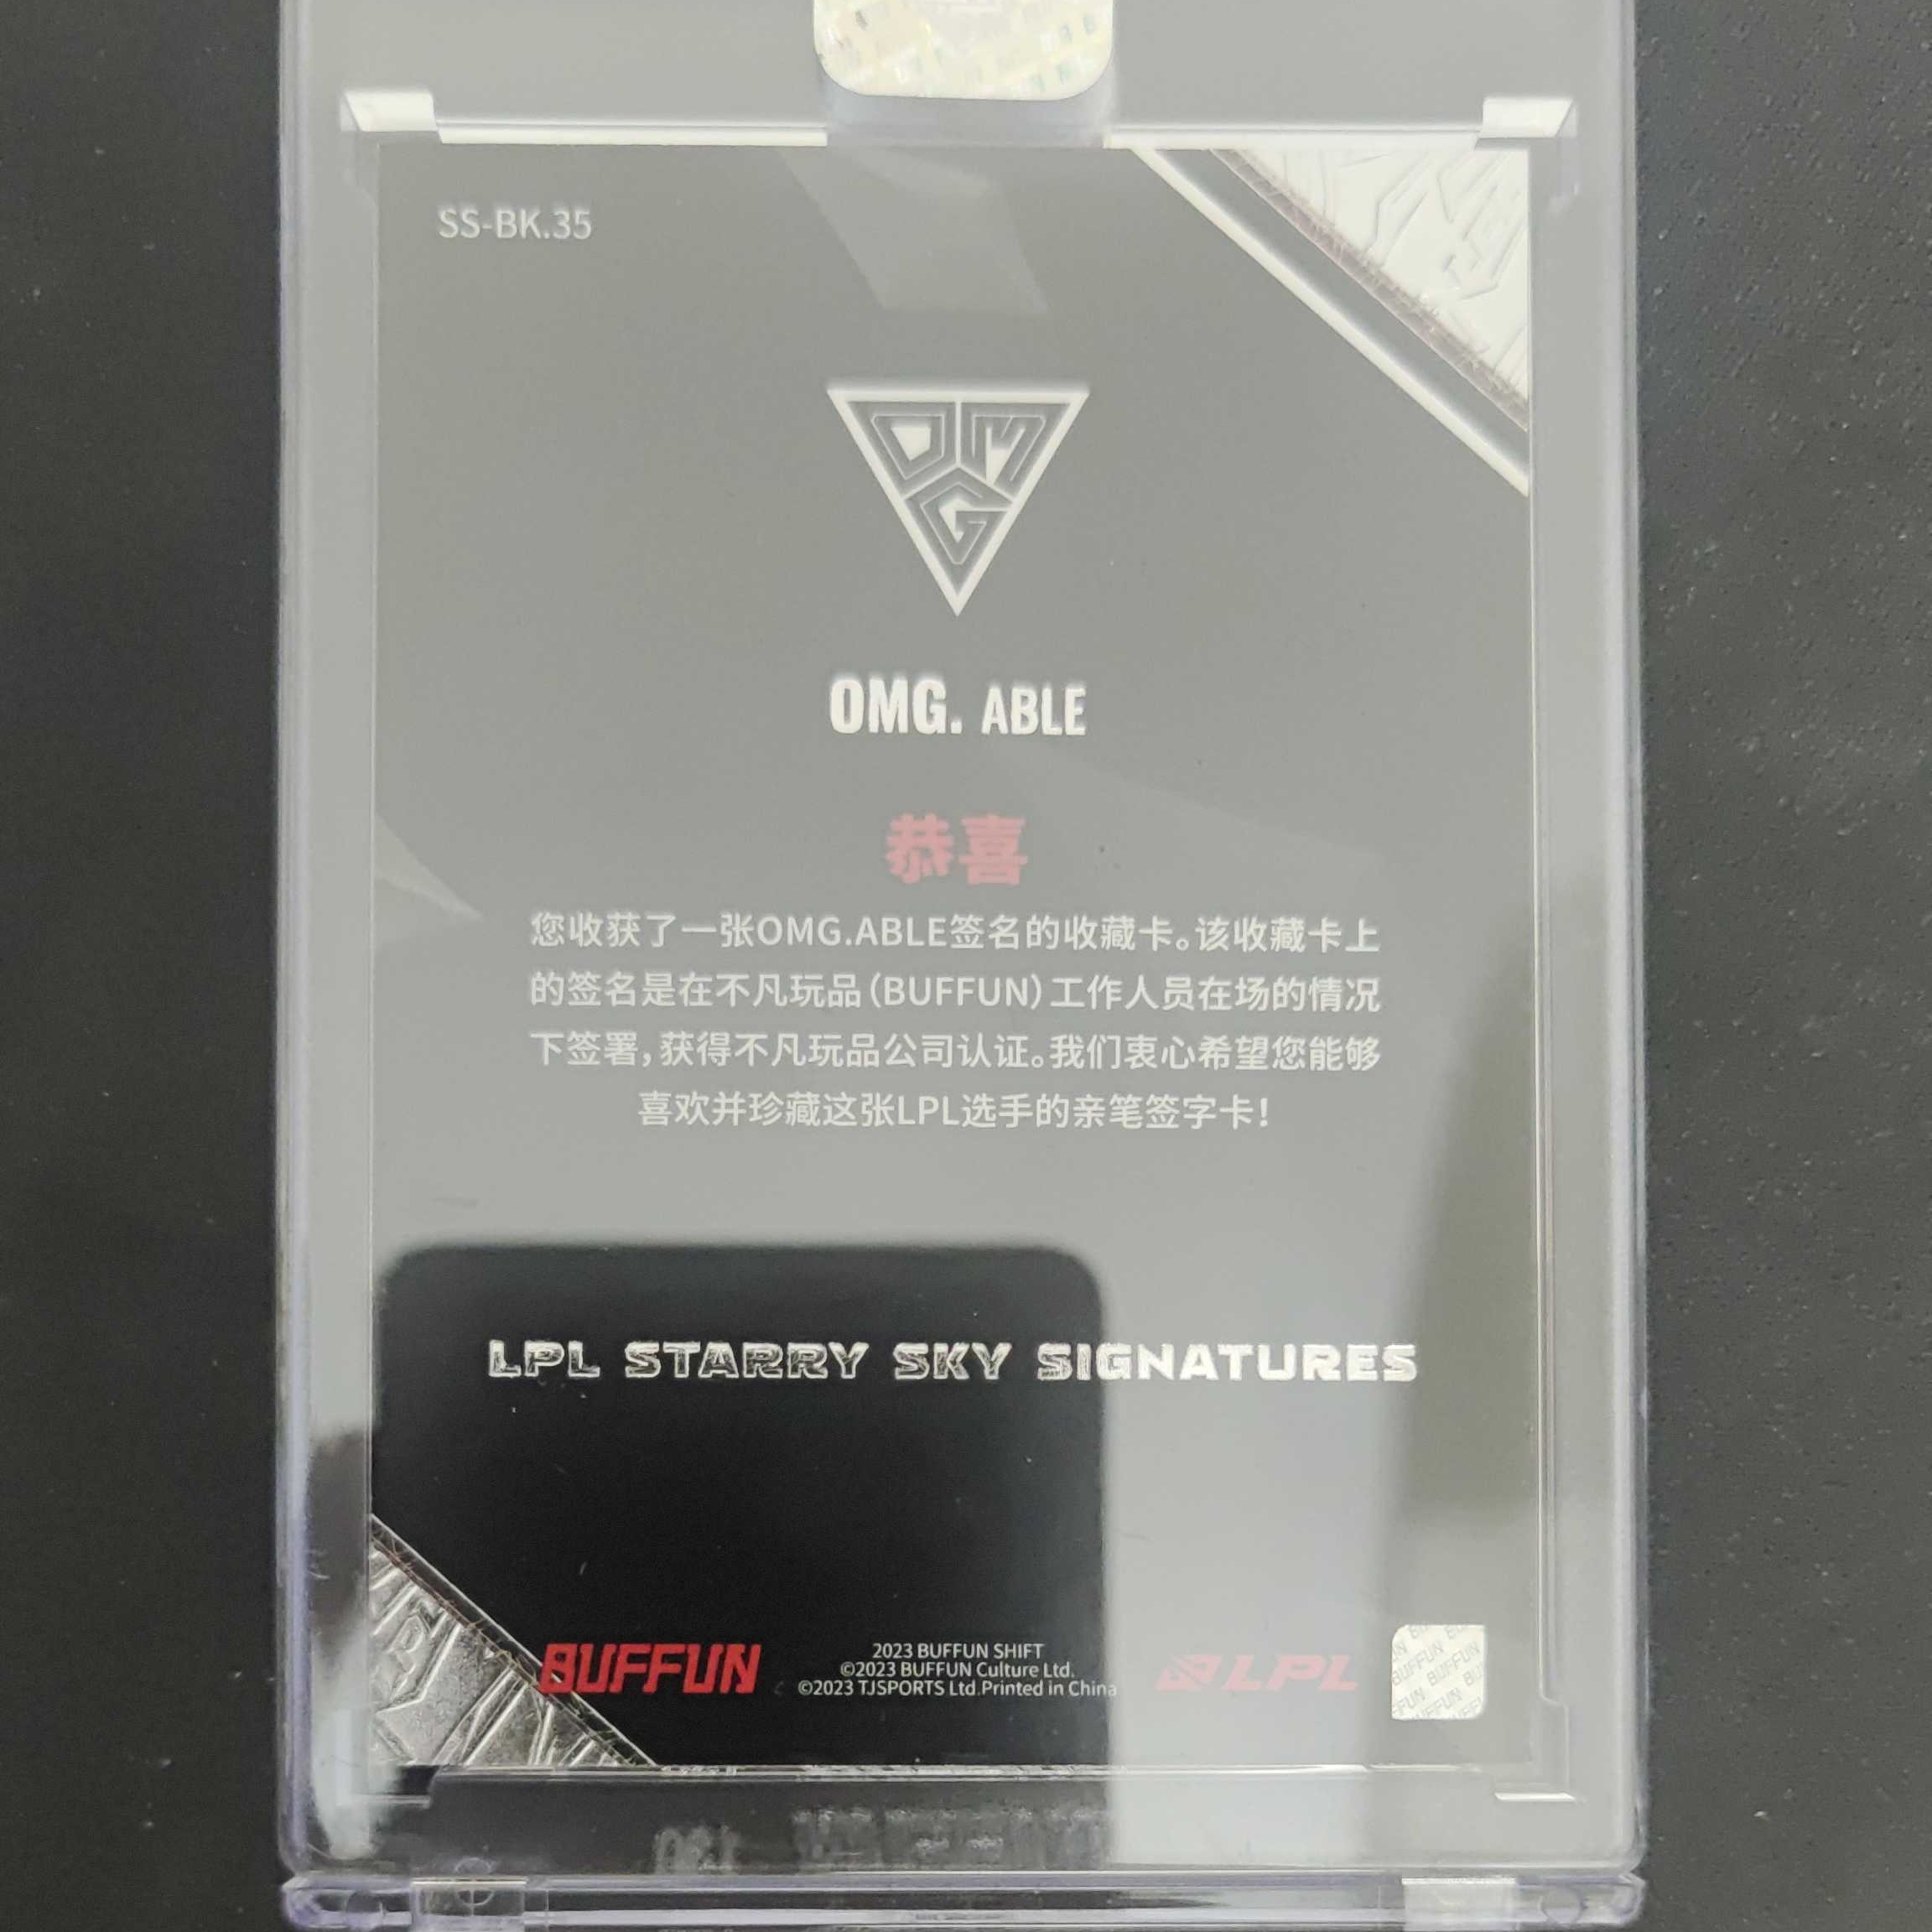 SS-BK.35
OMG
OMG. ABLE
恭喜
您收获了一张OMG.ABLE签名的收藏卡。该收藏卡上
的签名是在不凡玩品(BUFFUN)工作人员在场的情况
下签署,获得不凡玩品公司认证。我们衷心希望您能够
喜欢并珍藏这张LPL选手的亲笔签字卡!
LPL STARRY SKY SIGNATURES
BUFFUN
2023 BUFFUN SHIFT
©2023 BUFFUN Culture Ltd.
©2023 TJSPORTS Ltd.Printed in China
LPL
BUFFUN BUFFUN